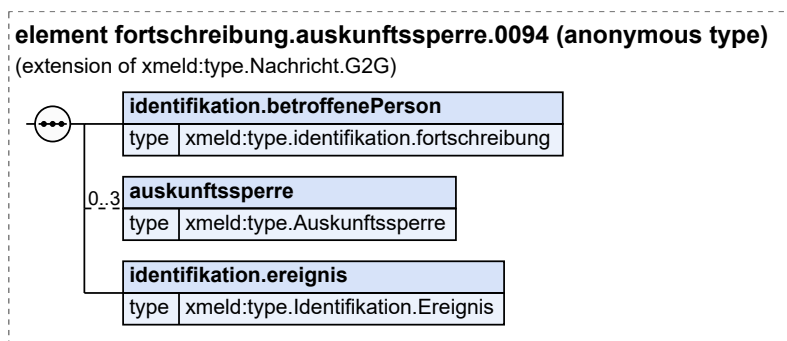 element fortschreibung.auskunftssperre.0094 (anonymous type)
(extension of xmeld:type.Nachricht.G2G)
identifikation.betroffenePerson
type xmeld:type.identifikation.fortschreibung
0..3 auskunftssperre
type xmeld:type.Auskunftssperre
identifikation.ereignis
type xmeld:type.Identifikation.Ereignis